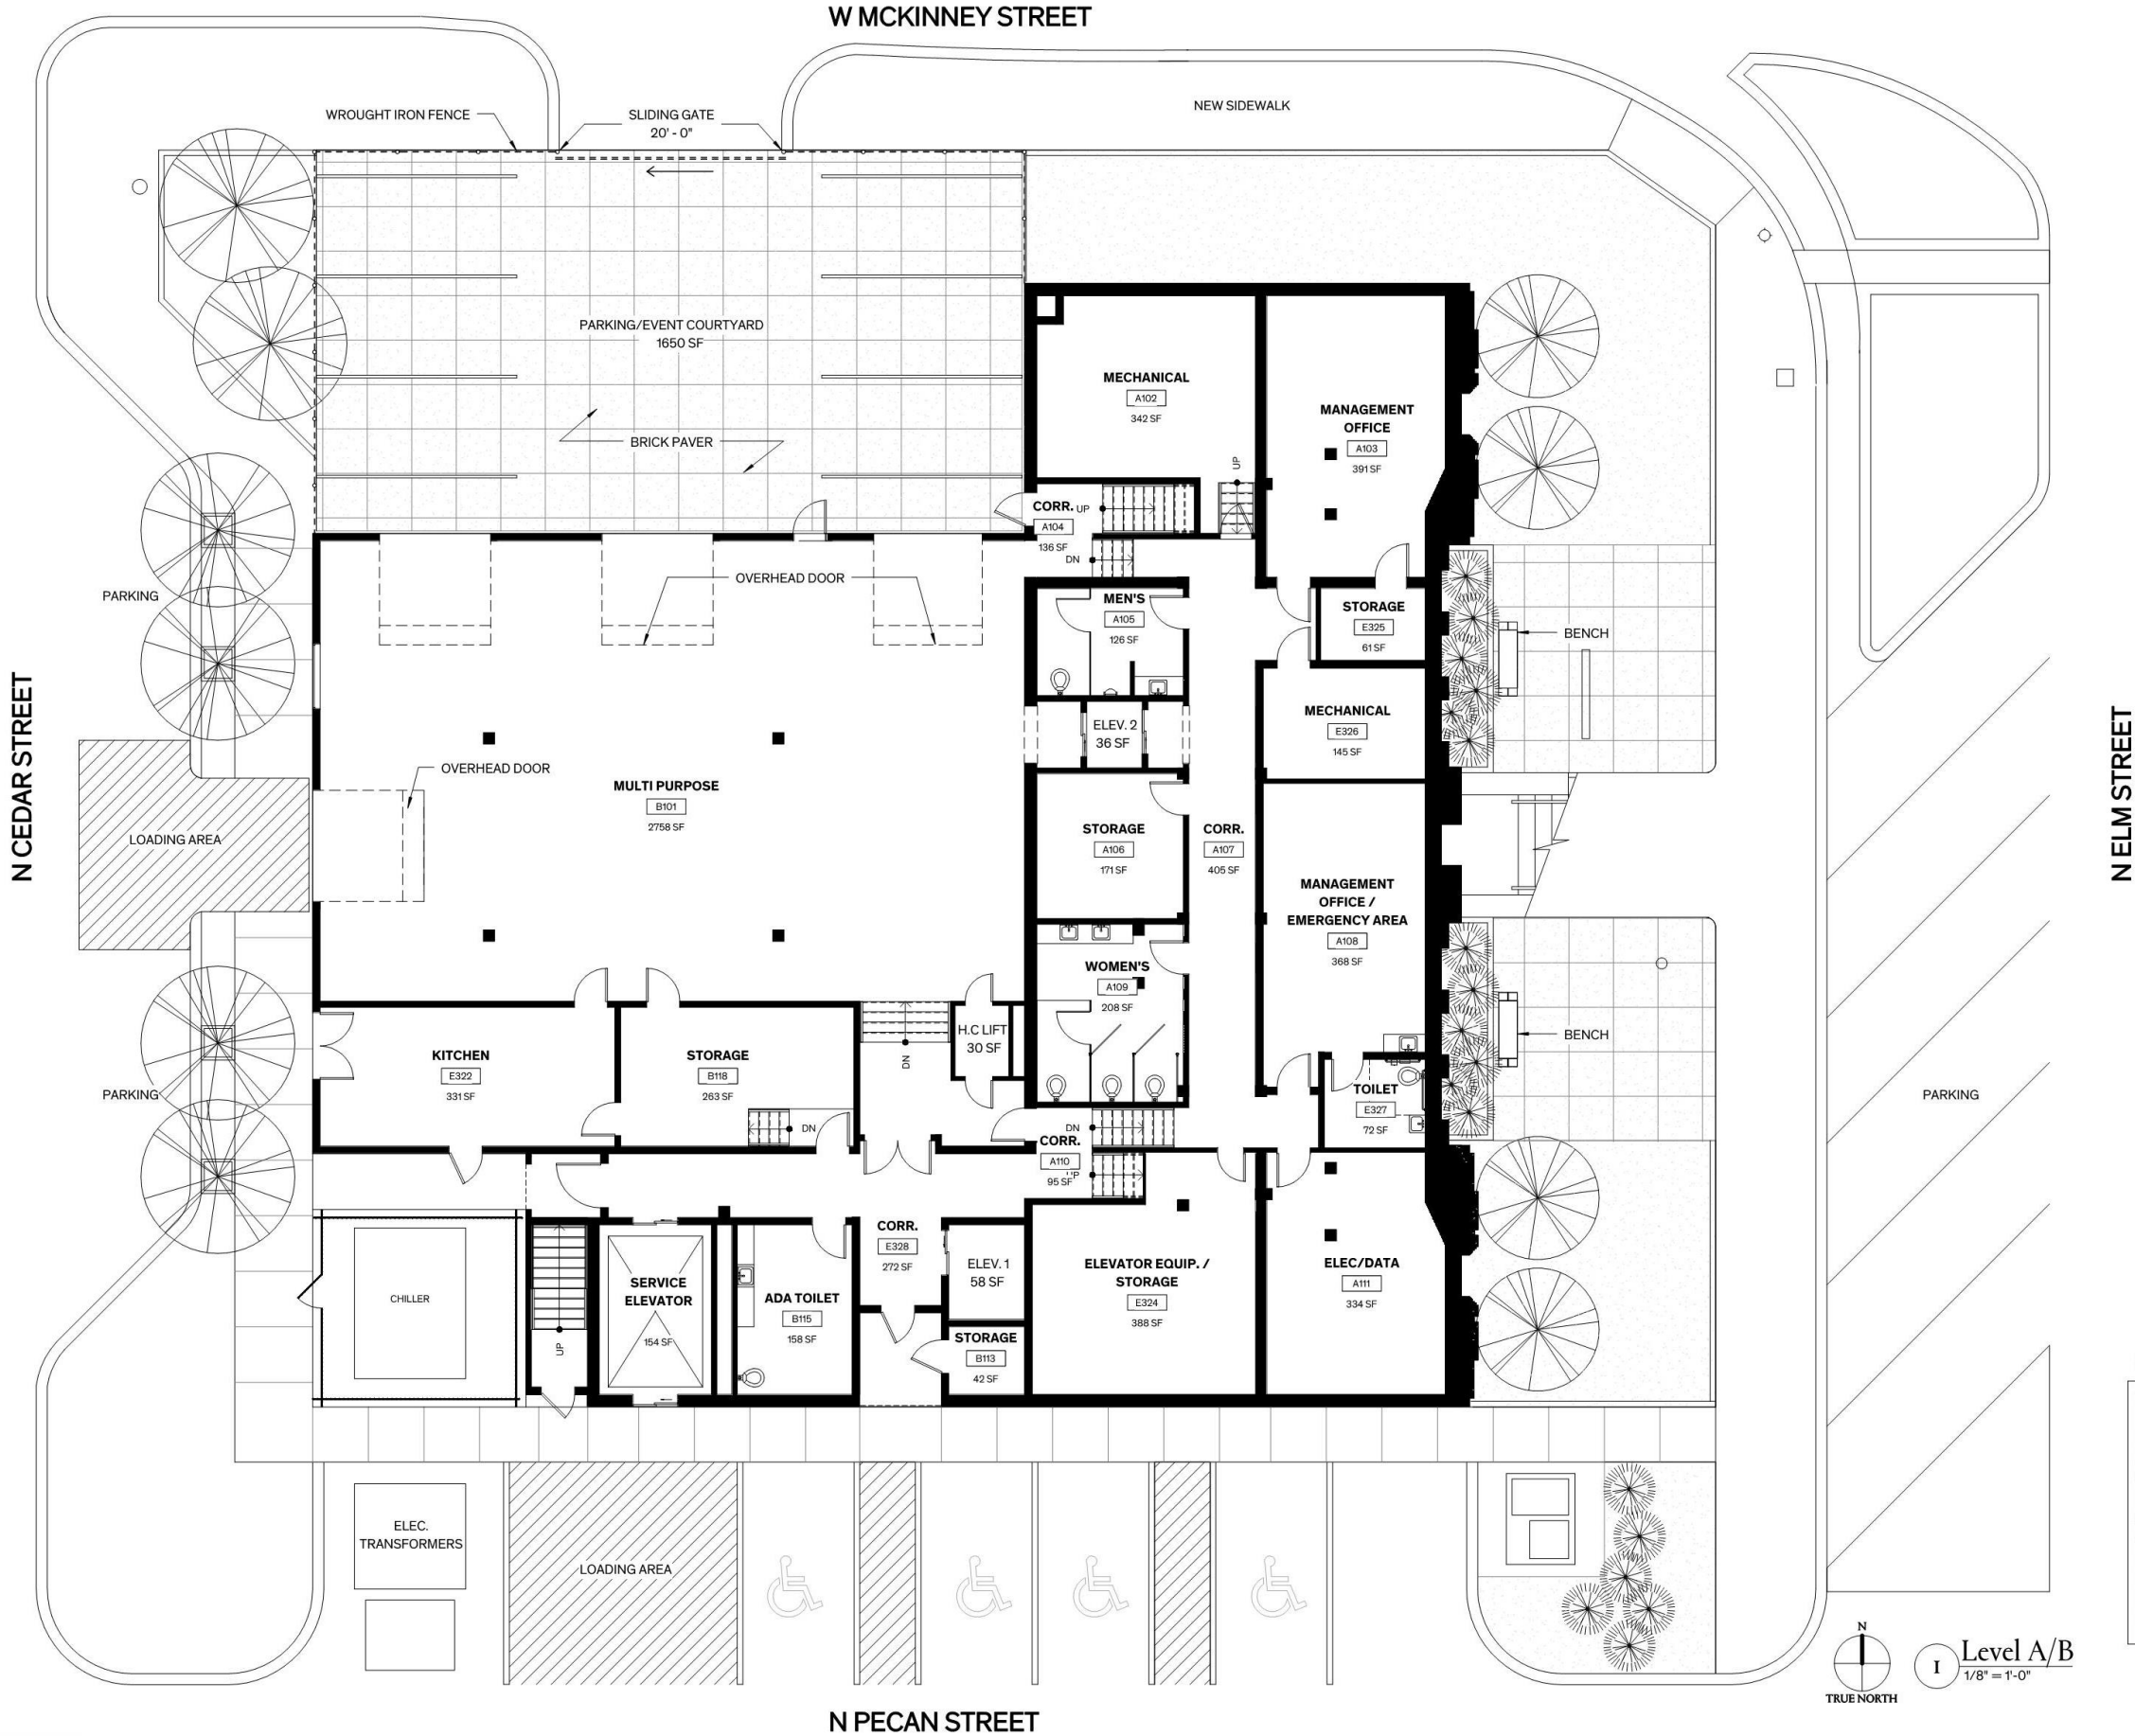 W MCKINNEY STREET
NEW SIDEWALK
WROUGHT IRON FENCE
SLIDING GATE
20' - 0"
PARKING/EVENT COURTYARD
1650 SF
BRICK PAVER
MECHANICAL
A102
342 SF
MANAGEMENT
OFFICE
A103
391 SF
UP
CORR.
UP
A104
136 SF
DN
OVERHEAD DOOR
PARKING
MEN'S
A105
126 SF
STORAGE
E325
61 SF
BENCH
N CEDAR STREET
N ELM STREET
ELEV. 2
36 SF
MECHANICAL
E326
145 SF
OVERHEAD DOOR
MULTI PURPOSE
B101
2758 SF
LOADING AREA
STORAGE
A106
171 SF
CORR.
A107
405 SF
MANAGEMENT
OFFICE /
EMERGENCY AREA
A108
368 SF
WOMEN'S
A109
208 SF
KITCHEN
E322
331 SF
STORAGE
B118
263 SF
DN
DN
H.C LIFT
30 SF
BENCH
PARKING
PARKING
TOILET
E327
72 SF
DN
CORR.
A110
95 SF
UP
CHILLER
UP
SERVICE
ELEVATOR
154 SF
ADA TOILET
B115
158 SF
CORR.
E328
272 SF
ELEV. 1
58 SF
STORAGE
B113
42 SF
ELEVATOR EQUIP. /
STORAGE
E324
388 SF
ELEC/DATA
A111
334 SF
ELEC.
TRANSFORMERS
LOADING AREA
N
TRUE NORTH
1
Level A/B
1/8" = 1'-0"
N PECAN STREET